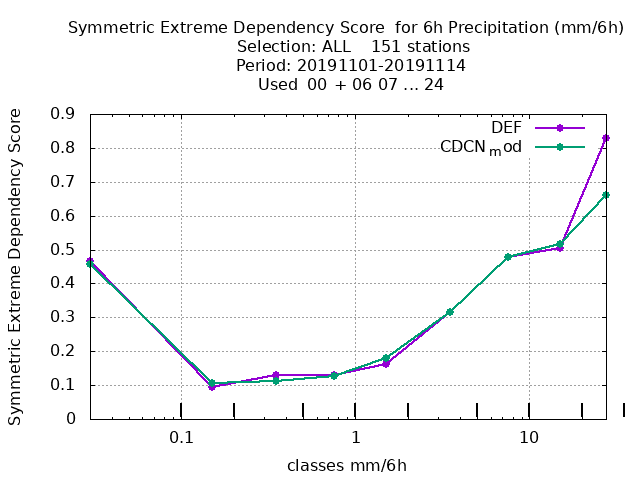 Symmetric Extreme Dependency Score for 6h Precipitation (mm/6h)
Selection: ALL 151 stations
Period: 20191101-20191114
Used 00 + 06 07 ... 24
Symmetric Extreme Dependency Score
0.9
0.8
0.7
0.6
0.5
0.4
0.3
0.2
0.1
0
DEF
CDCNmod
0.1
1
10
classes mm/6h